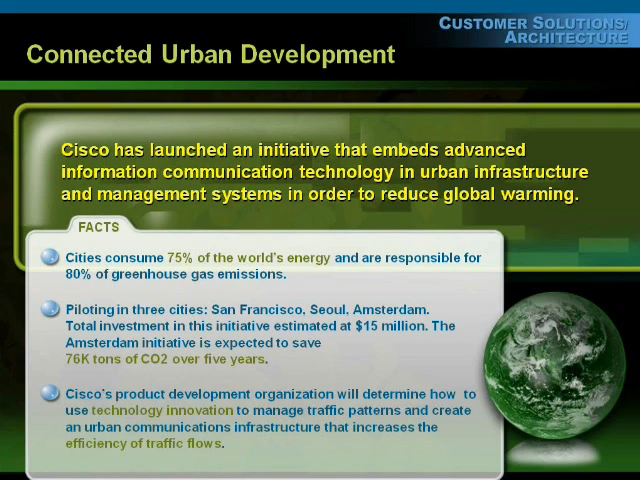 CUSTOMER SOLUTIONS/
ARCHITECTURE
Connected Urban Development
Cisco has launched an initiative that embeds advanced
information communication technology in urban infrastructure
and management systems in order to reduce global warming.
FACTS
Cities consume 75% of the world's energy and are responsible for
80% of greenhouse gas emissions.
Piloting in three cities: San Francisco, Seoul, Amsterdam.
Total investment in this initiative estimated at $15 million. The
Amsterdam initiative is expected to save
76K tons of CO2 over five years.
Cisco's product development organization will determine how to
use technology innovation to manage traffic patterns and create
an urban communications infrastructure that increases the
efficiency of traffic flows.